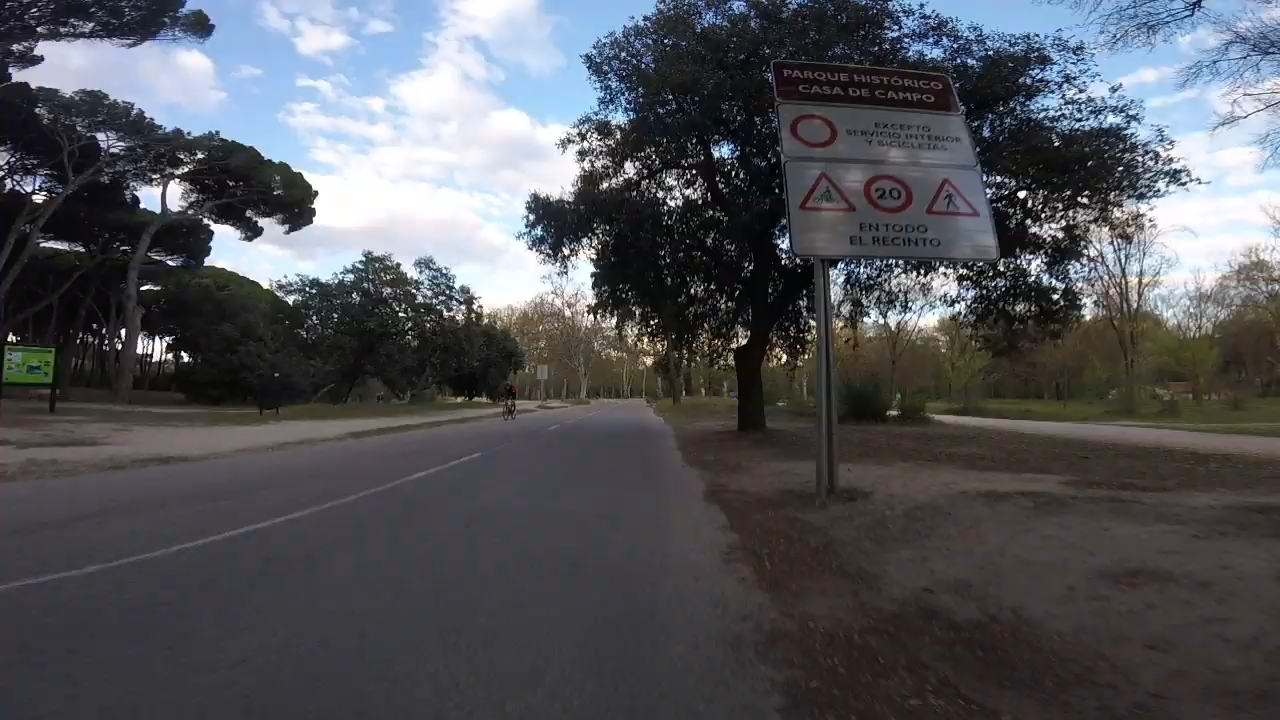 PARQUE HISTÓRICO
CASA DE CAMPO
EXCEPTO
SERVICIO INTERIOR
Y BICICLETAS
20
EN TODO
EL RECINTO